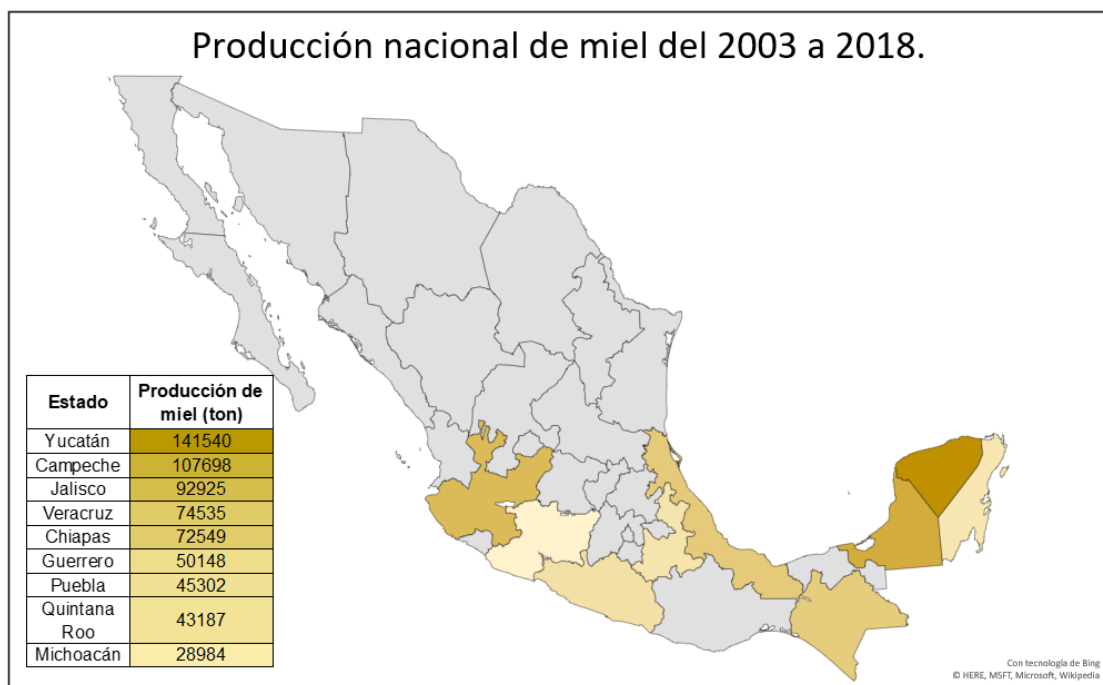 Producción nacional de miel del 2003 a 2018.
Estado Producción de
miel (ton)
Yucatán 141540
Campeche 107698
Jalisco 92925
Veracruz 74535
Chiapas 72549
Guerrero 50148
Puebla 45302
Quintana
Roo 43187
Michoacán 28984
Con tecnología de Bing
© HERE, MSFT, Microsoft, Wikipedia